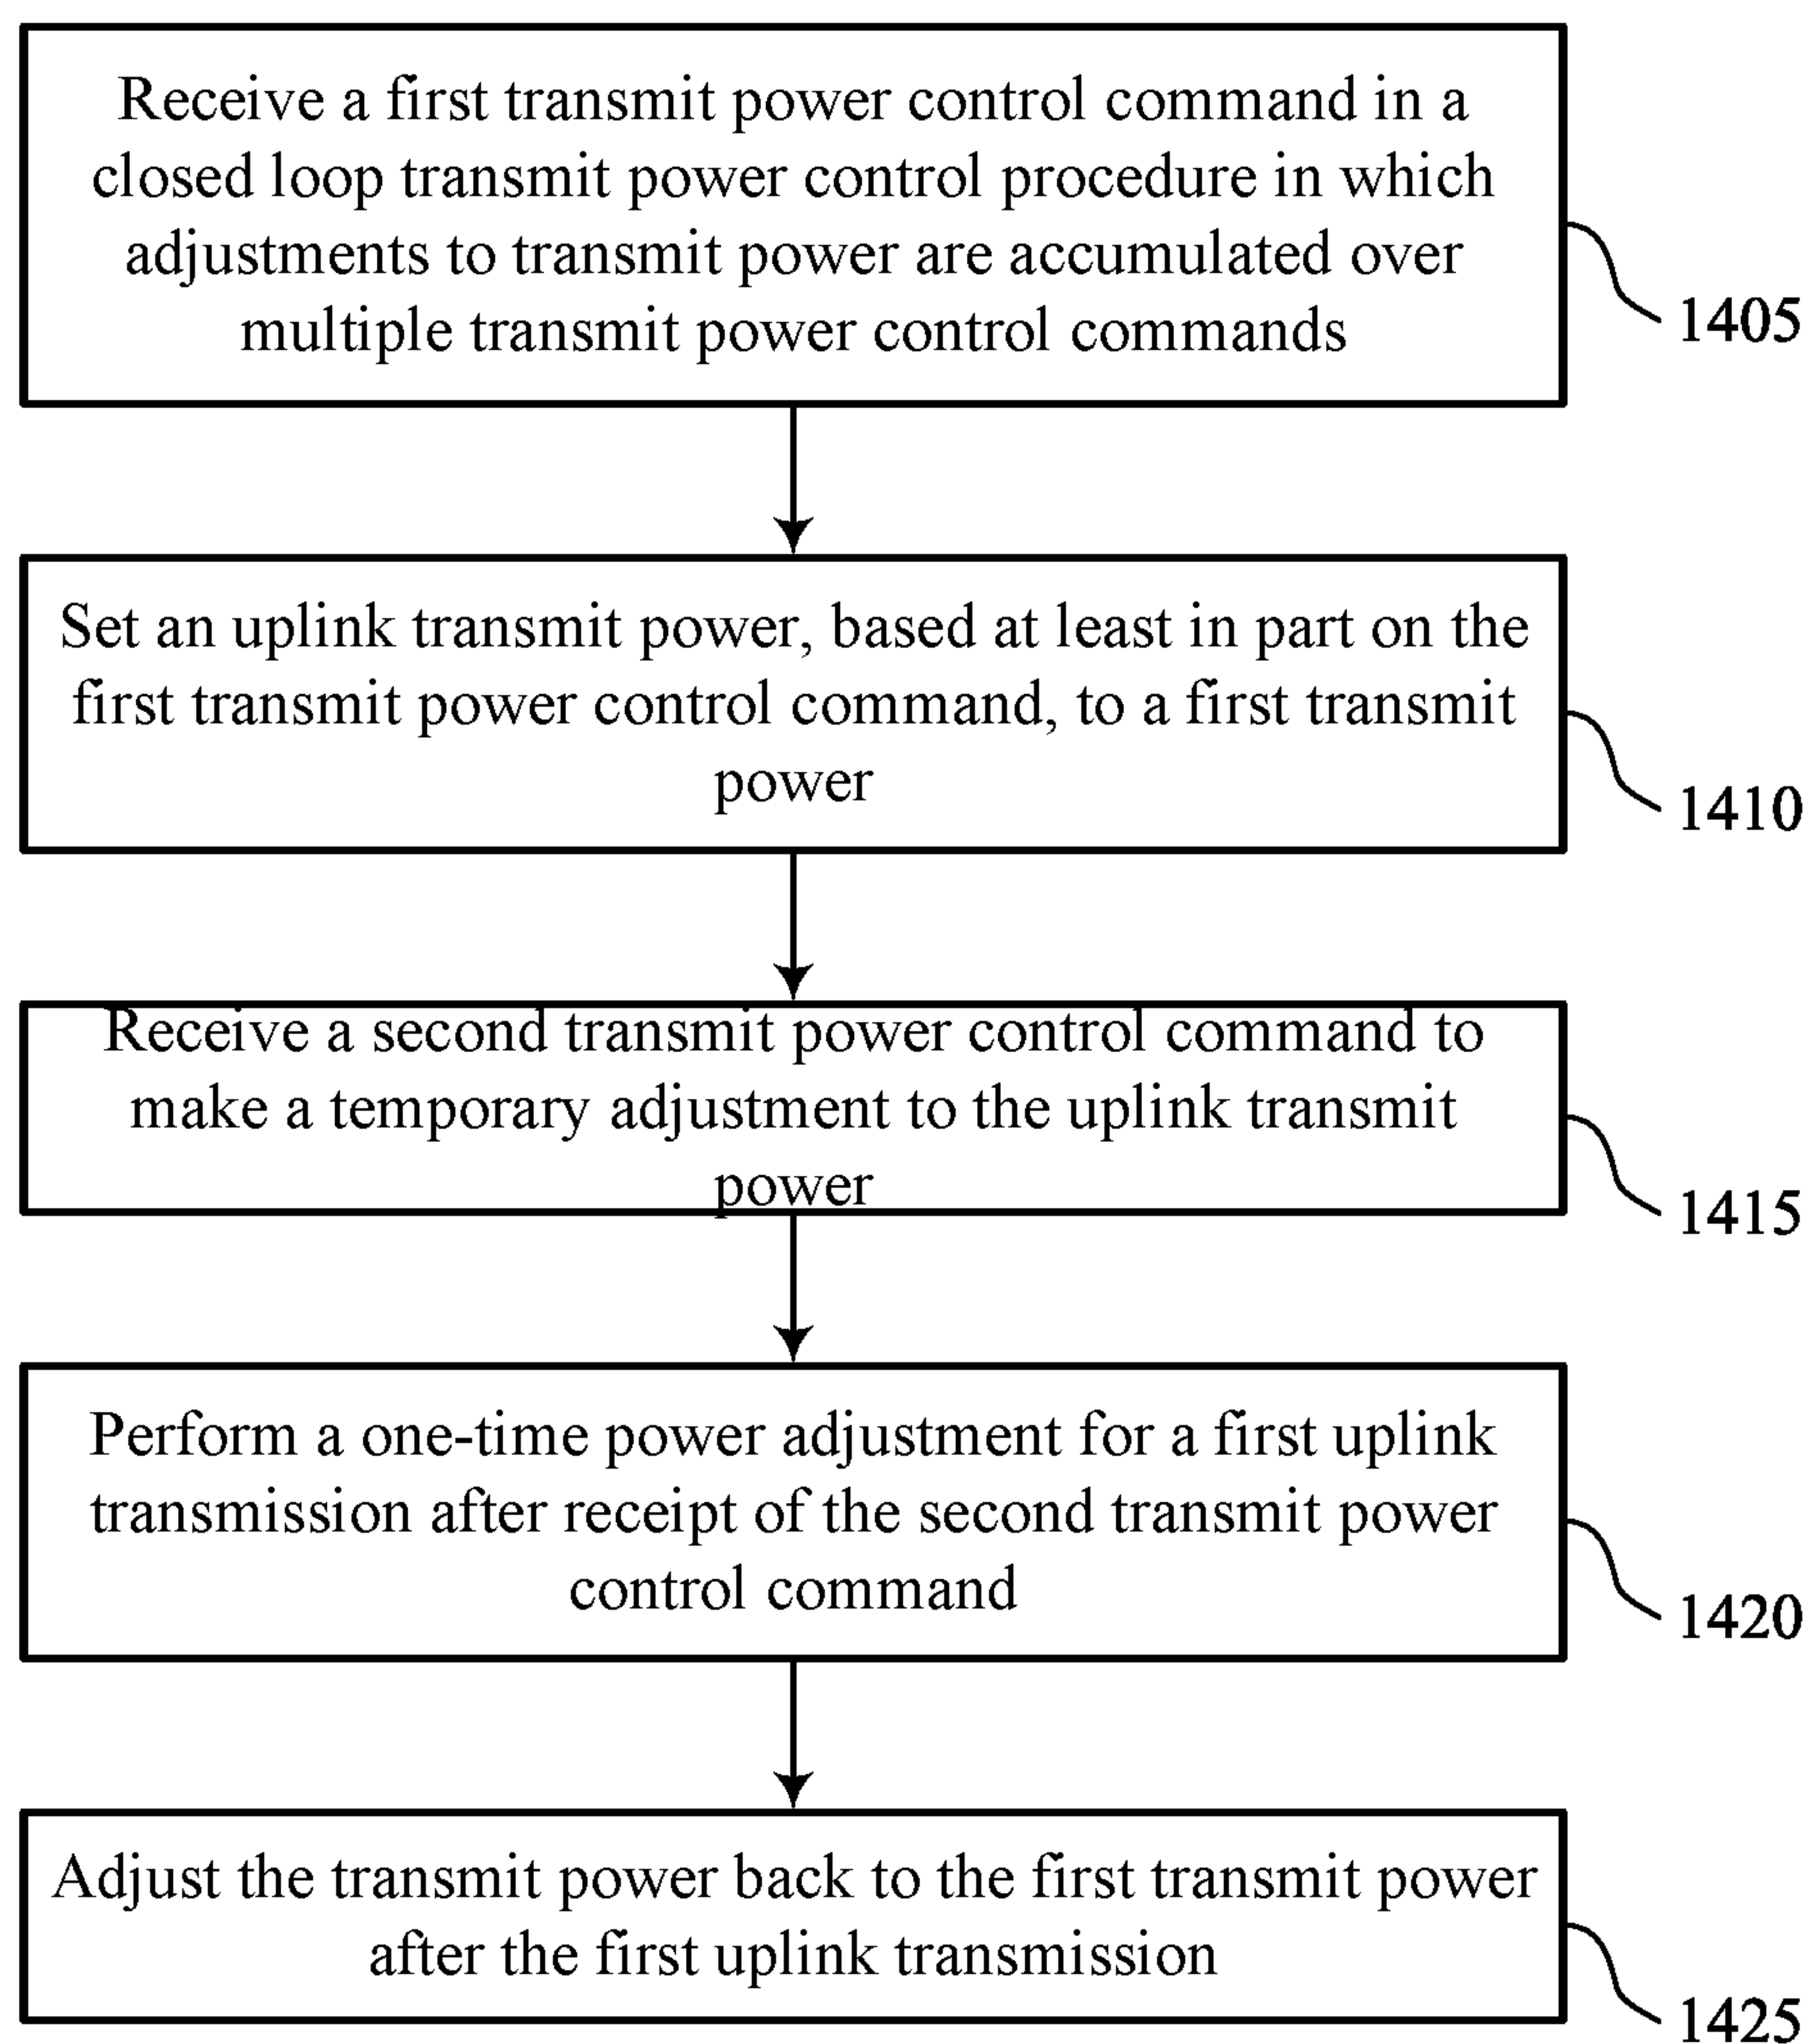 Receive a first transmit power control command in a
closed loop transmit power control procedure in which
adjustments to transmit power are accumulated over
multiple transmit power control commands
1405
Set an uplink transmit power, based at least in part on the
first transmit power control command, to a first transmit
power
1410
Receive a second transmit power control command to
make a temporary adjustment to the uplink transmit
power
1415
Perform a one-time power adjustment for a first uplink
transmission after receipt of the second transmit power
control command
1420
Adjust the transmit power back to the first transmit power
after the first uplink transmission
1425